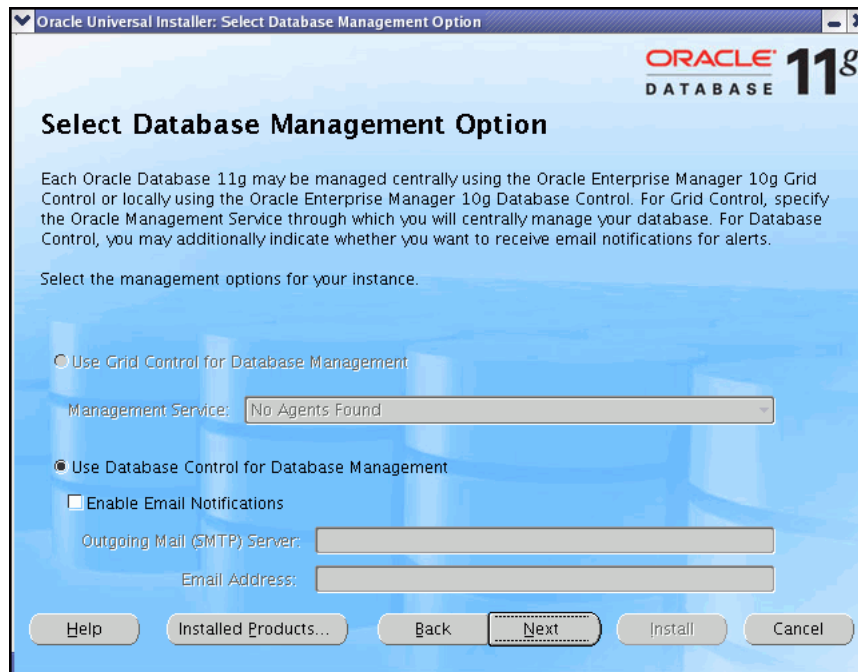 Oracle Universal Installer: Select Database Management Option
ORACLE 11g
DATABASE
Select Database Management Option
Each Oracle Database 11g may be managed centrally using the Oracle Enterprise Manager 10g Grid
Control or locally using the Oracle Enterprise Manager 10g Database Control. For Grid Control, specify
the Oracle Management Service through which you will centrally manage your database. For Database
Control, you may additionally indicate whether you want to receive email notifications for alerts.
Select the management options for your instance.
Use Grid Control for Database Management
Management Service: No Agents Found
Use Database Control for Database Management
Enable Email Notifications
Outgoing Mail (SMTP) Server:
Email Address:
Help Installed Products... Back Next Install Cancel